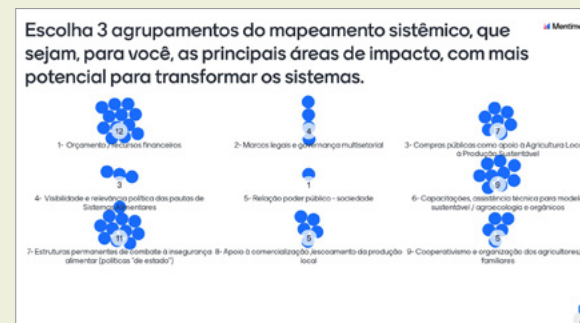 Escolha 3 agrupamentos do mapeamento sistêmico, que
sejam, para você, as principais áreas de impacto, com mais
potencial para transformar os sistemas.
Mentime
12
4
7
1- Orçamento / recursos financeiros
2- Marcos legais e governança multisetorial
3- Compras públicas como apoio à Agricultura Loc
à Produção Sustentável
3
1
9
4- Visibilidade e relevância política das pautas de
Sistemas Alimentares
5- Relação poder público - sociedade
6- Capacitações, assistência técnica para model
sustentável / agroecologia e orgânicos
11
5
5
7- Estruturas permanentes de combate à insegurança
alimentar (políticas "de estado")
8- Apoio à comercialização /escoamento da produção
local
9- Cooperativismo e organização dos agricultores,
familiares